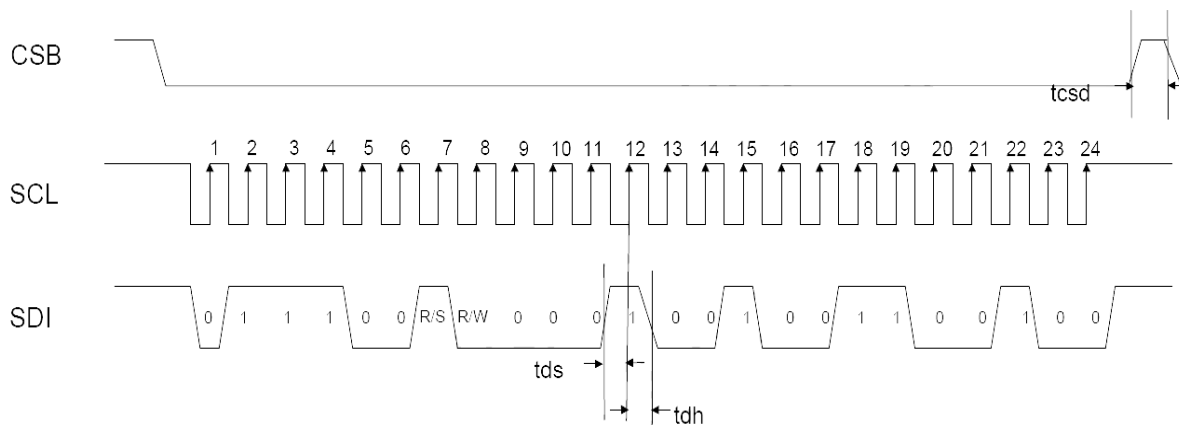 CSB
tcsd
1 2 3 4 5 6 7 8 9 10 11 12 13 14 15 16 17 18 19 20 21 22 23 24
SCL
SDI
0 1 1 1 0 0 R/S R/W 0 0 0 1 0 0 1 0 0 1 1 0 0 1 0 0
tds
tdh